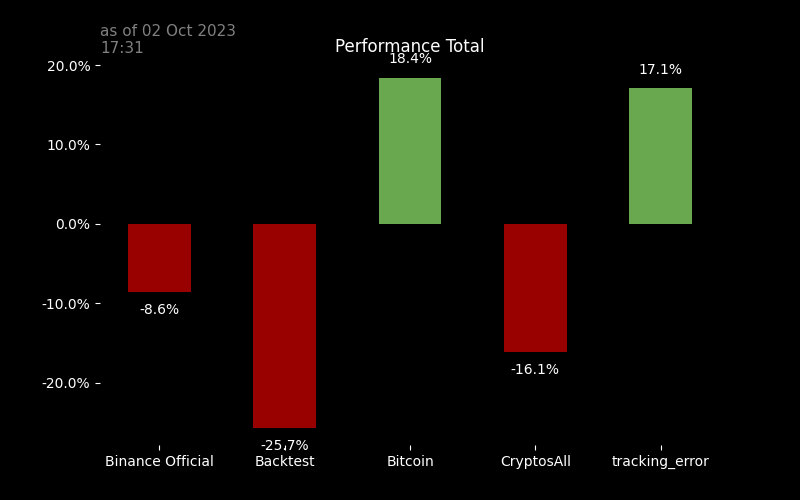 as of 02 Oct 2023
17:31
Performance Total
18.4%
17.1%
20.0%
10.0%
0.0%
-10.0%
-20.0%
-8.6%
-16.1%
-25.7%
Binance Official
Backtest
Bitcoin
CryptosAll
tracking_error